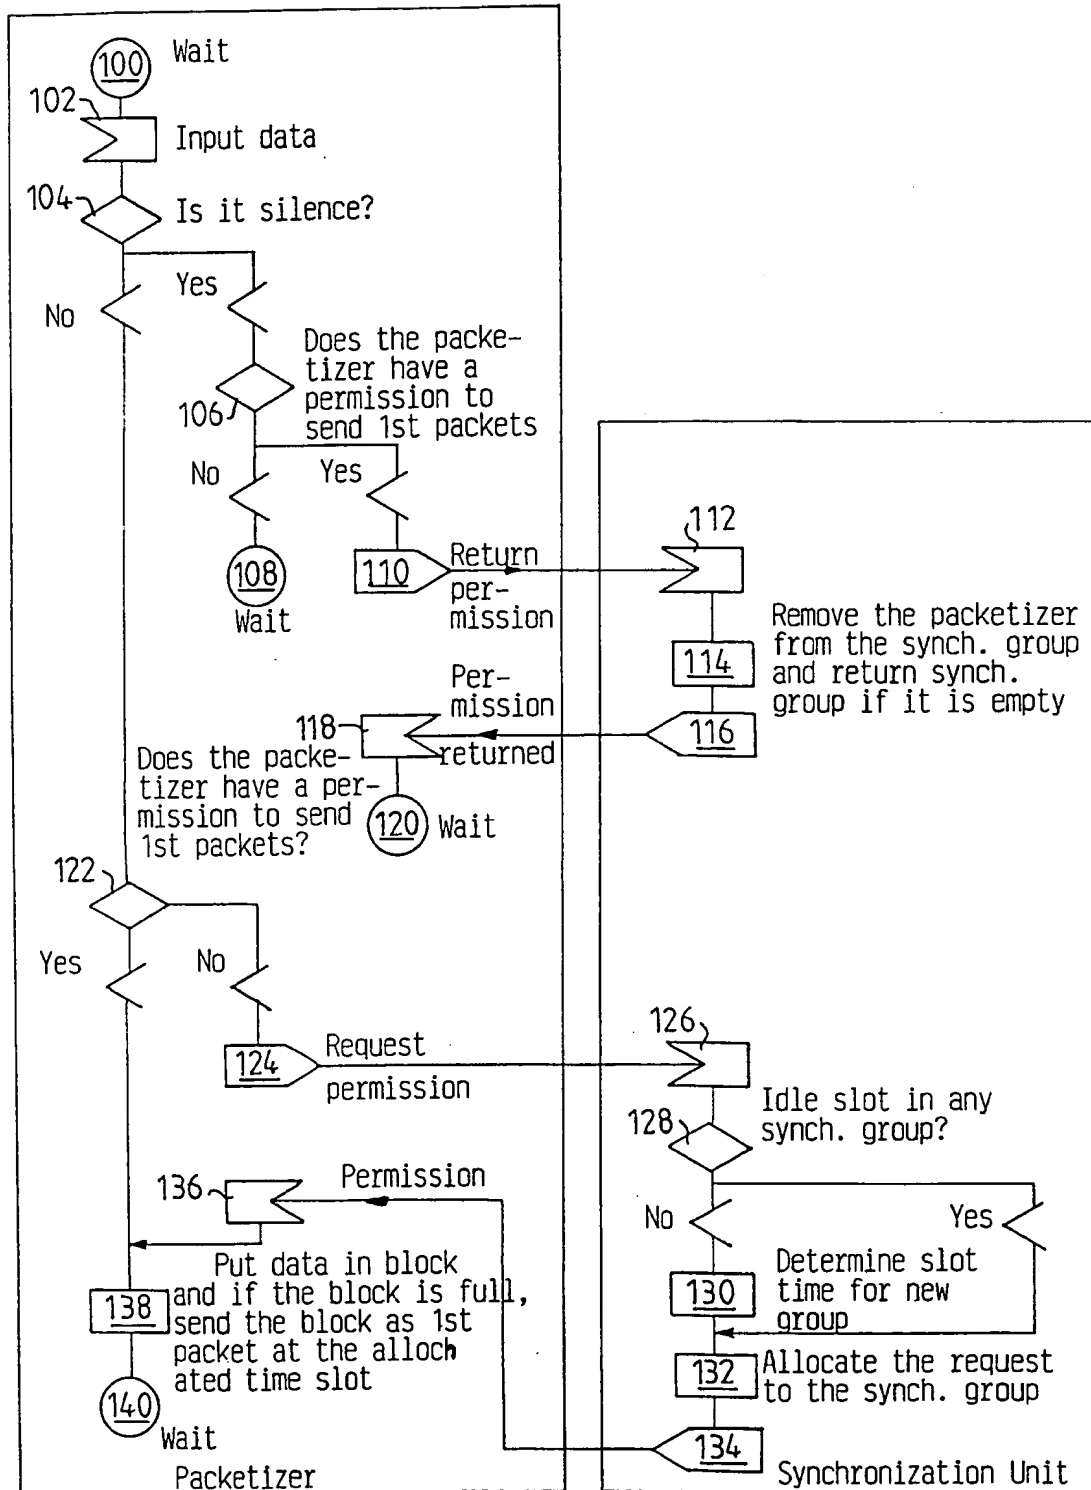 100
Wait
102
Input data
104
Is it silence?
No
Yes
Does the packe-
tizer have a
permission to
send 1st packets
106
No
Yes
108
Wait
110
Return
per-
mission
112
Remove the packetizer
from the synch. group
and return synch.
group if it is empty
114
116
Per-
mission
returned
118
Does the packe-
tizer have a per-
mission to send
1st packets?
120
Wait
122
Yes
No
124
Request
permission
126
Idle slot in any
synch. group?
128
No
Yes
Determine slot
time for new
group
130
132
Allocate the request
to the synch. group
134
136
Permission
Put data in block
and if the block is full,
send the block as 1st
packet at the alloch
ated time slot
138
140
Wait
Packetizer
Synchronization Unit